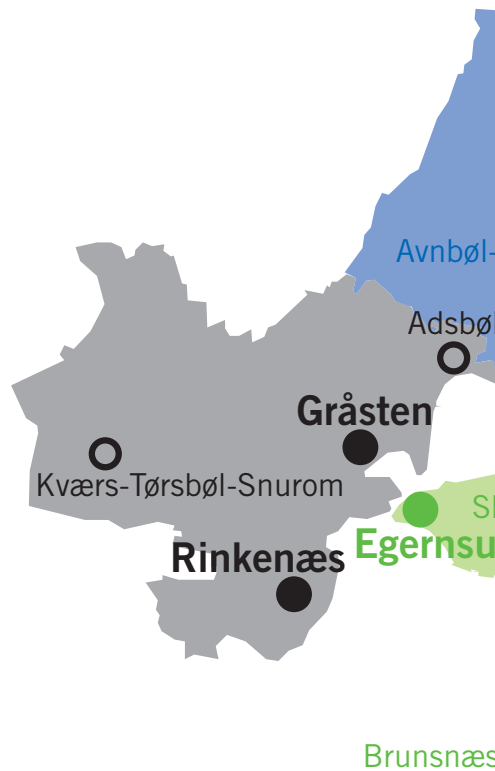 Avnbøl-
Adsbøl
Gråsten
Kværs-Tørsbøl-Snurom
Rinkenæs
Egernsu
Brunsnæs